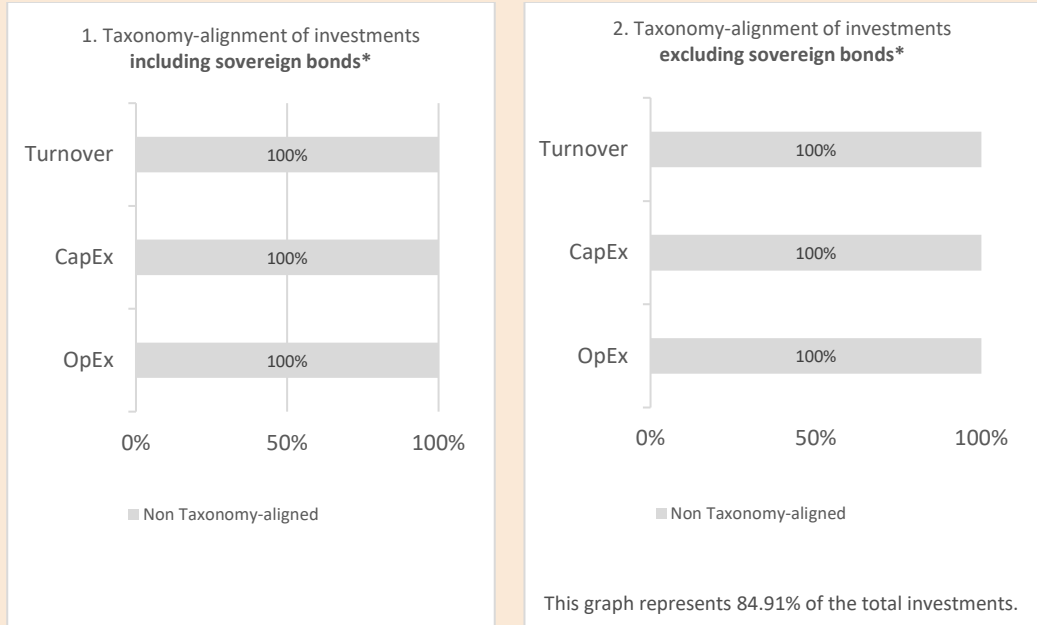 1. Taxonomy-alignment of investments
including sovereign bonds*
Turnover
100%
CapEx
100%
OpEx
100%
0% 50% 100%
Non Taxonomy-aligned
2. Taxonomy-alignment of investments
excluding sovereign bonds*
Turnover
100%
CapEx
100%
OpEx
100%
0% 50% 100%
Non Taxonomy-aligned
This graph represents 84.91% of the total investments.